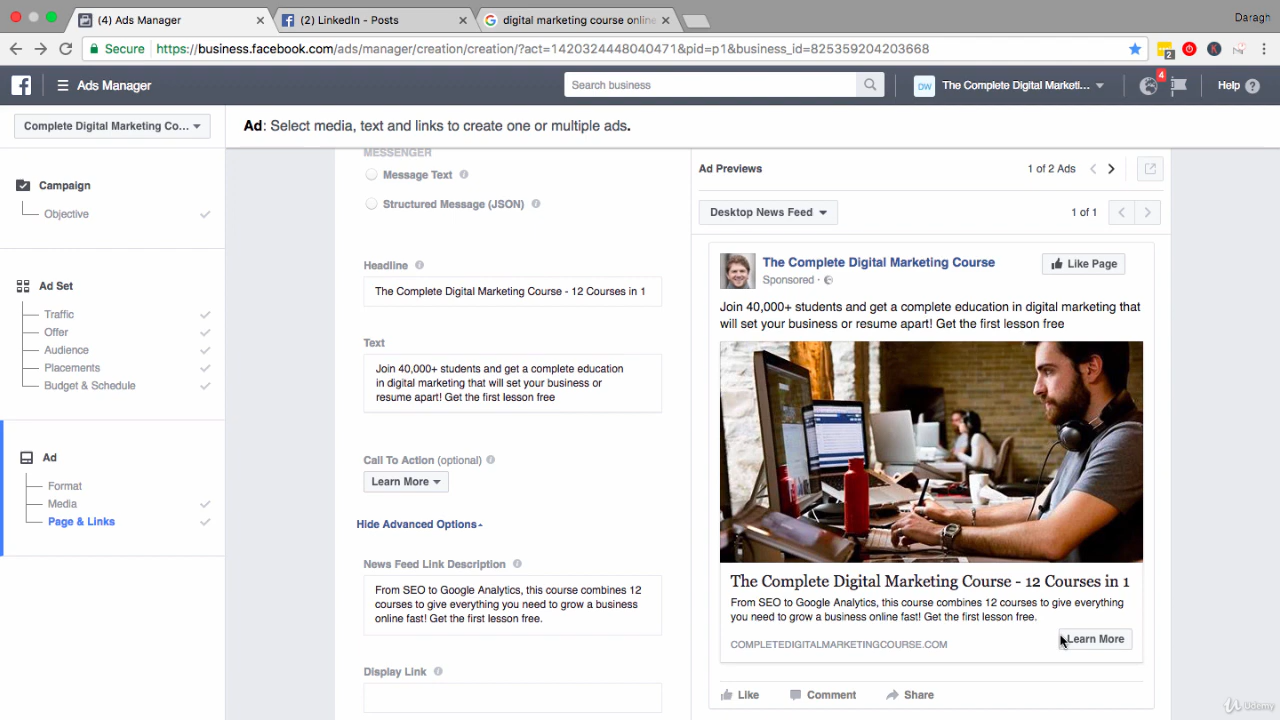 (4) Ads Manager
(2) LinkedIn - Posts
digital marketing course online
Daragh
Secure
https://business.facebook.com/ads/manager/creation/creation/?act=1420324448040471&pid=p1&business_id=825359204203668
2
K
Ads Manager
Search business
DW
The Complete Digital Marketi...
4
Help
Complete Digital Marketing Co...
Ad: Select media, text and links to create one or multiple ads.
Campaign
Objective
Ad Set
Traffic
Offer
Audience
Placements
Budget & Schedule
Ad
Format
Media
Page & Links
MESSENGER
Message Text
Structured Message (JSON)
Headline
The Complete Digital Marketing Course - 12 Courses in 1
Text
Join 40,000+ students and get a complete education
in digital marketing that will set your business or
resume apart! Get the first lesson free
Call To Action (optional)
Learn More
Hide Advanced Options
News Feed Link Description
From SEO to Google Analytics, this course combines 12
courses to give everything you need to grow a business
online fast! Get the first lesson free.
Display Link
Ad Previews
1 of 2 Ads
Desktop News Feed
1 of 1
The Complete Digital Marketing Course
Sponsored ·
Like Page
Join 40,000+ students and get a complete education in digital marketing that
will set your business or resume apart! Get the first lesson free
The Complete Digital Marketing Course - 12 Courses in 1
From SEO to Google Analytics, this course combines 12 courses to give everything
you need to grow a business online fast! Get the first lesson free.
COMPLETEDIGITALMARKETINGCOURSE.COM
Learn More
Like
Comment
Share
Udemy